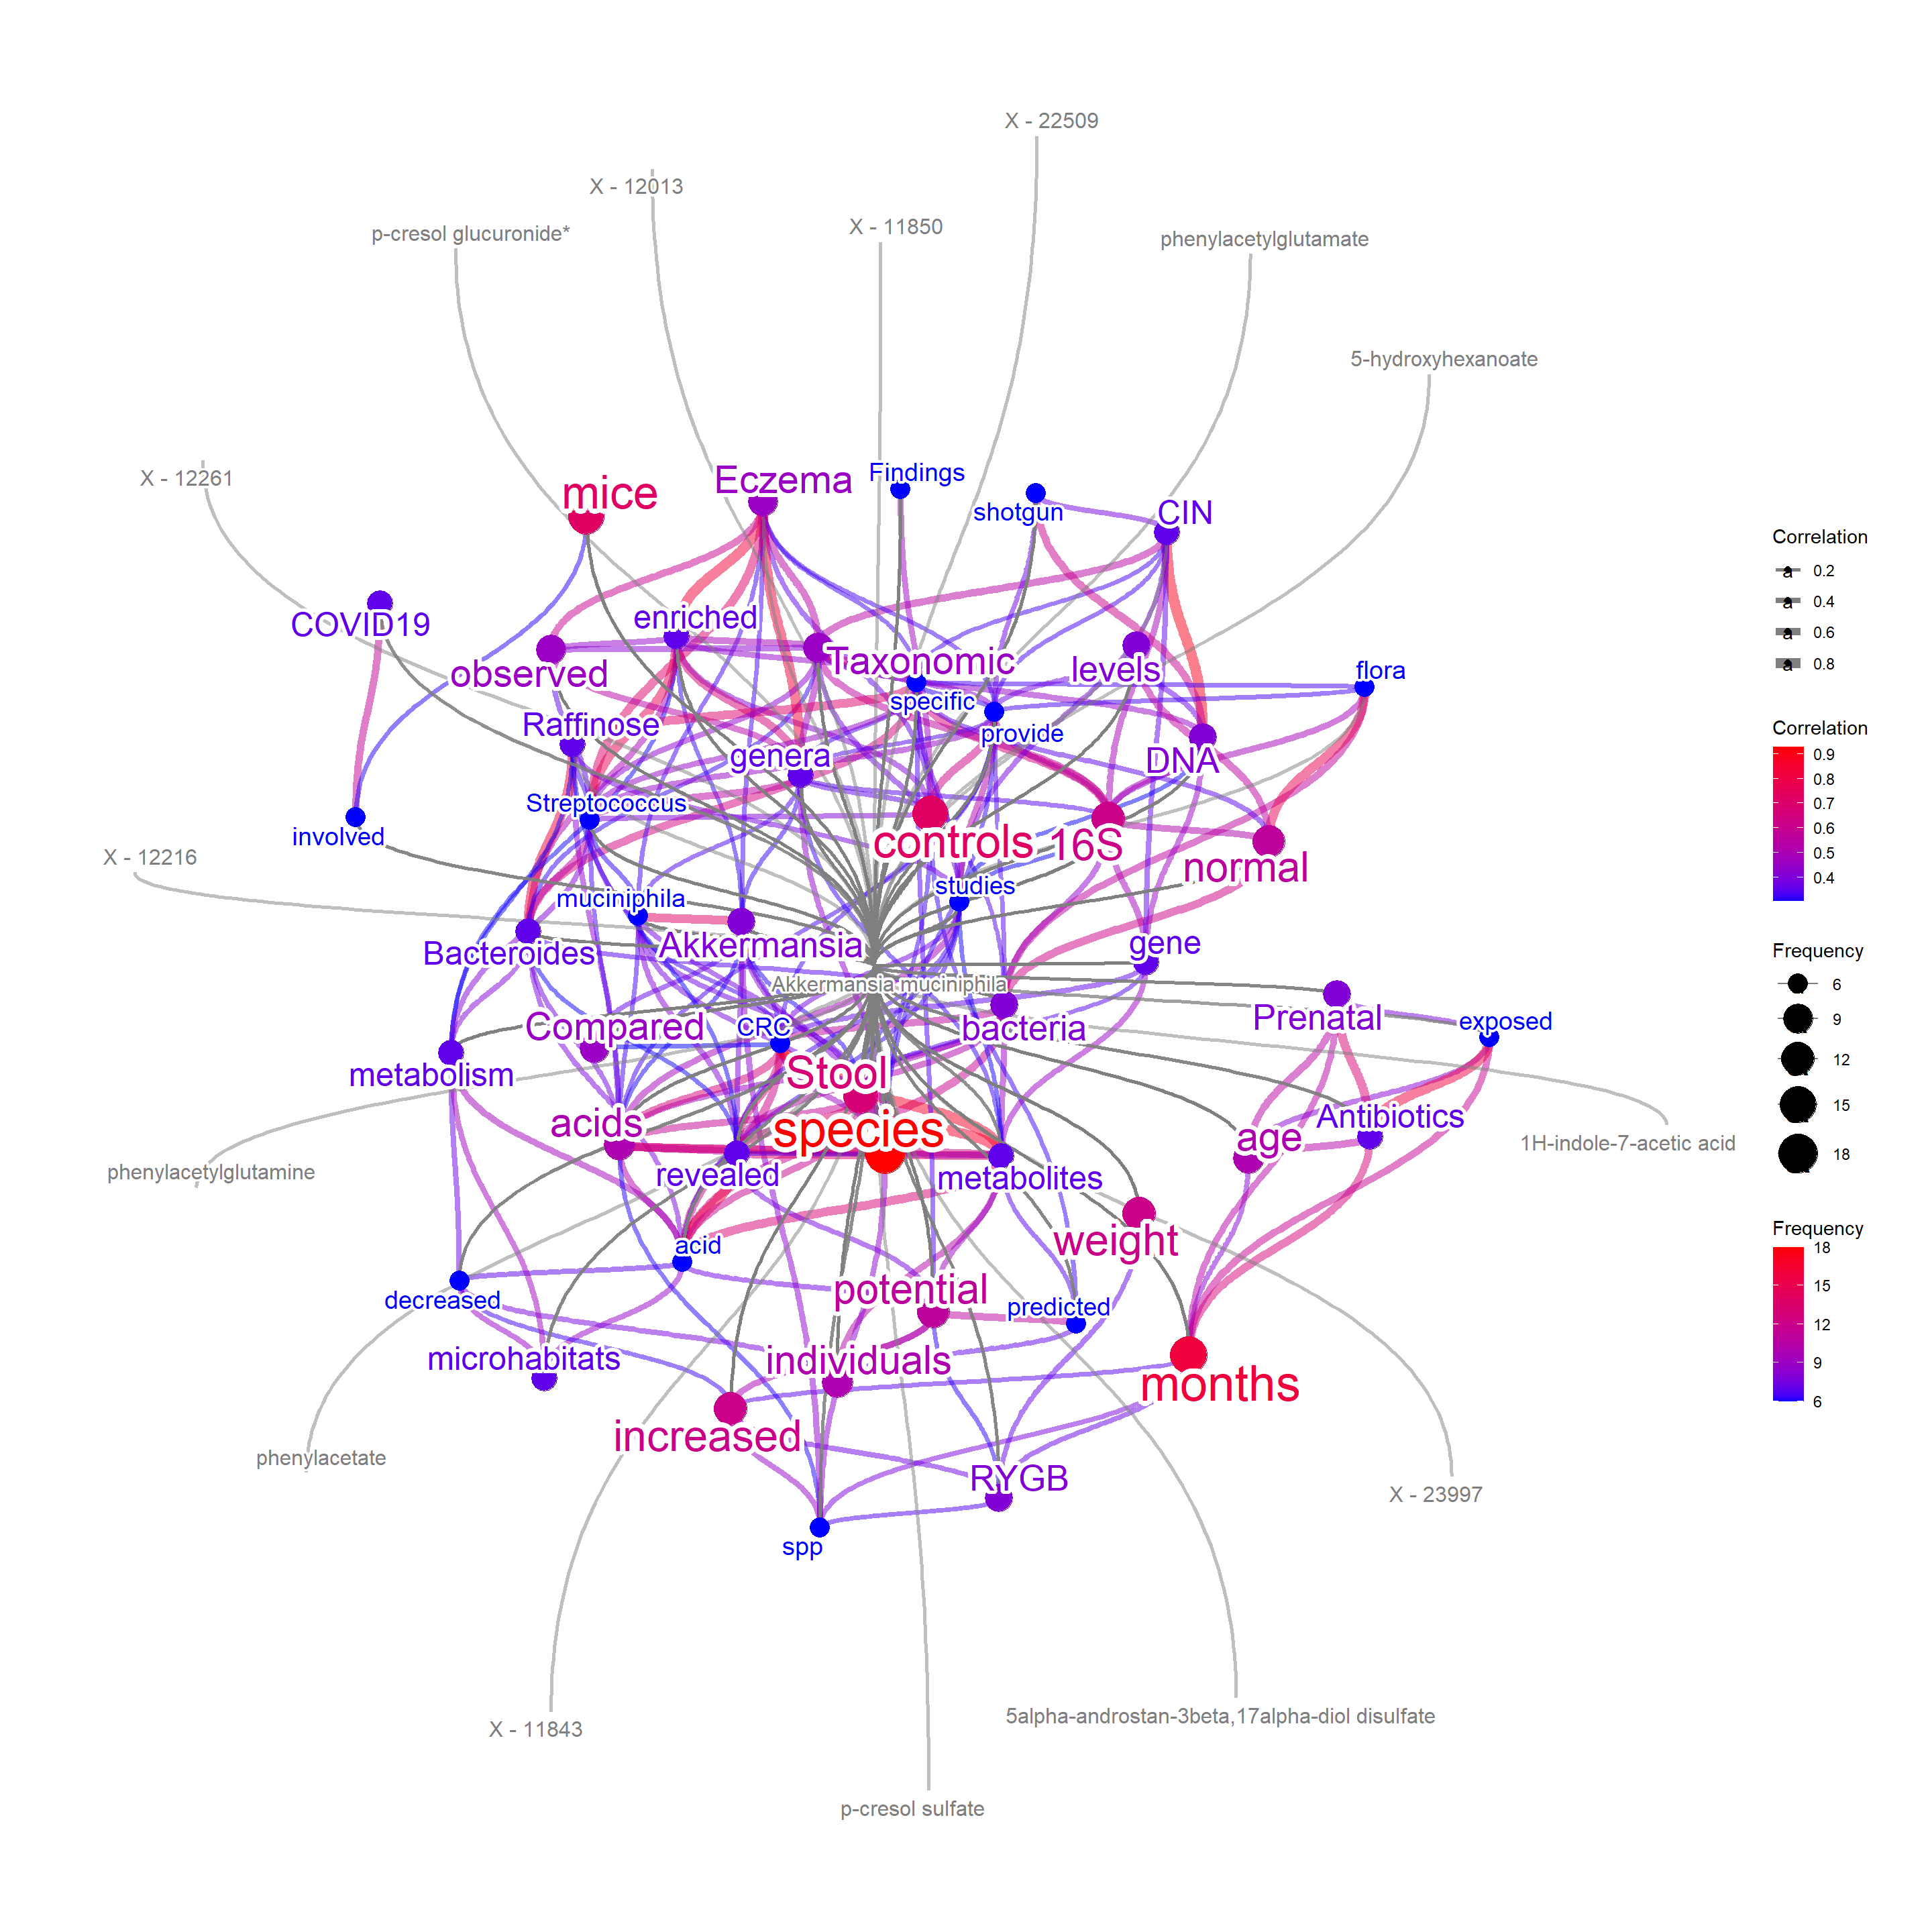 X - 22509
X - 12013
X - 11850
p-cresol glucuronide*
phenylacetylglutamate
5-hydroxyhexanoate
X - 12261
mice
Eczema
Findings
shotgun
CIN
COVID19
enriched
observed
Taxonomic
levels
flora
specific
Raffinose
provide
genera
DNA
Streptococcus
involved
controls
16S
normal
X - 12216
muciniphila
studies
Bacteroides
Akkermansia
gene
Akkermansia muciniphila
Compared
CRC
bacteria
Prenatal
exposed
metabolism
Stool
acids
species
Antibiotics
age
1H-indole-7-acetic acid
phenylacetylglutamine
revealed
metabolites
acid
weight
decreased
potential
predicted
microhabitats
individuals
months
increased
phenylacetate
RYGB
X - 23997
spp
X - 11843
5alpha-androstan-3beta,17alpha-diol disulfate
p-cresol sulfate
Correlation
a 0.2
a 0.4
a 0.6
a 0.8
Correlation
0.9
0.8
0.7
0.6
0.5
0.4
Frequency
6
9
12
15
18
Frequency
18
15
12
9
6